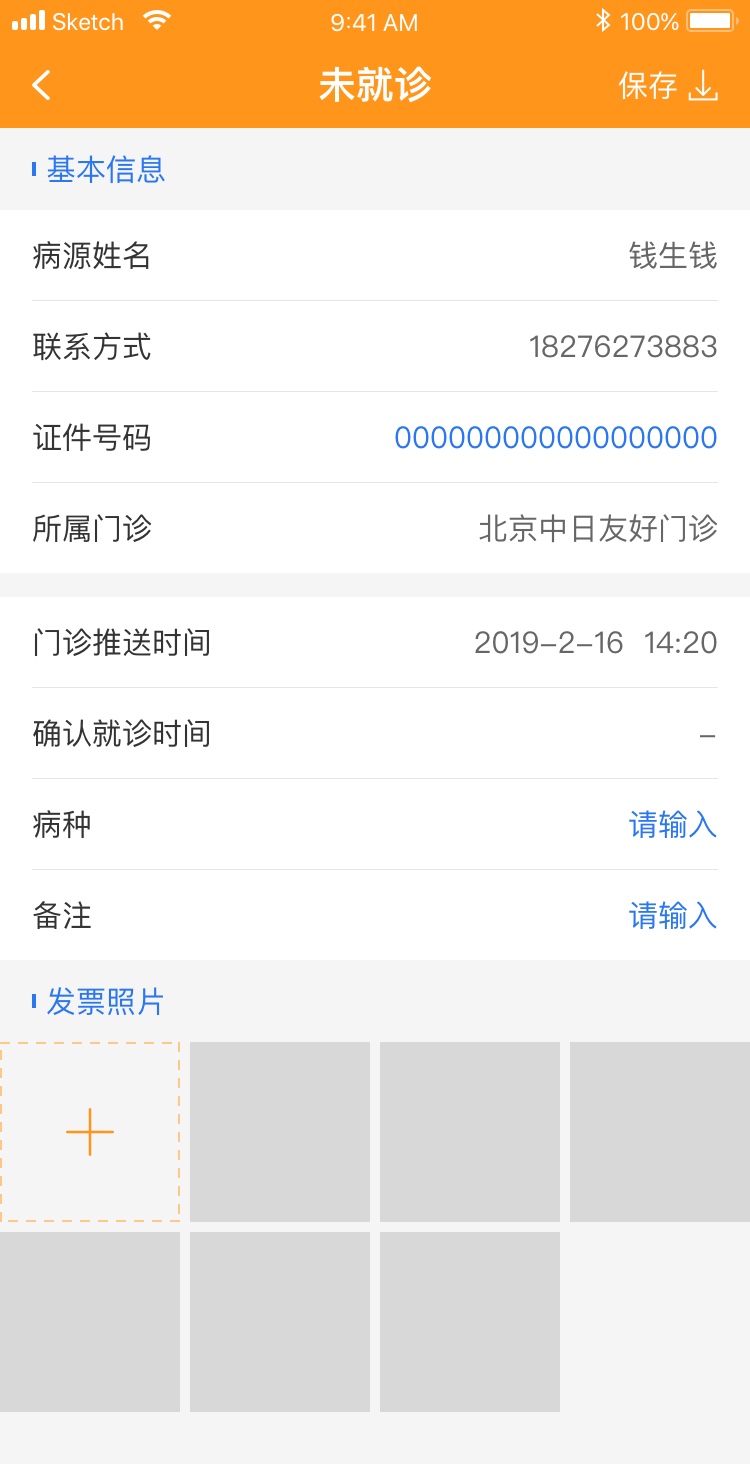 Sketch 9:41 AM 100%
未就诊 保存
基本信息
病源姓名 钱生钱
联系方式 18276273883
证件号码 000000000000000000
所属门诊 北京中日友好门诊
门诊推送时间 2019-2-16 14:20
确认就诊时间 -
病种 请输入
备注 请输入
发票照片